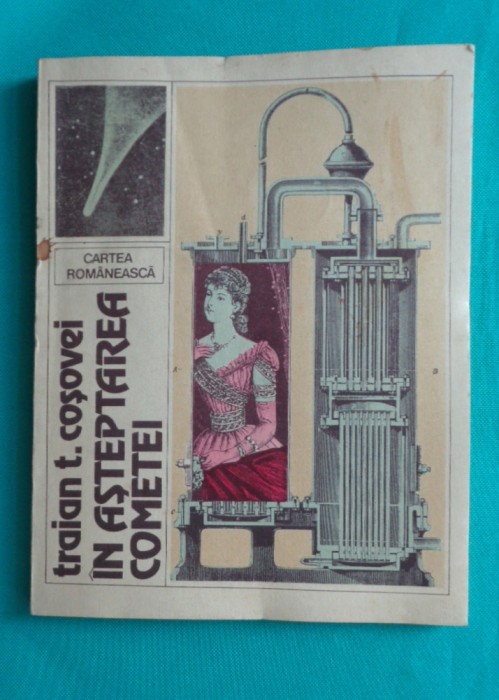 CARTEA
ROMÂNEASCĂ
traian t. coșovei
ÎN AȘTEPTAREA
COMETEI
d